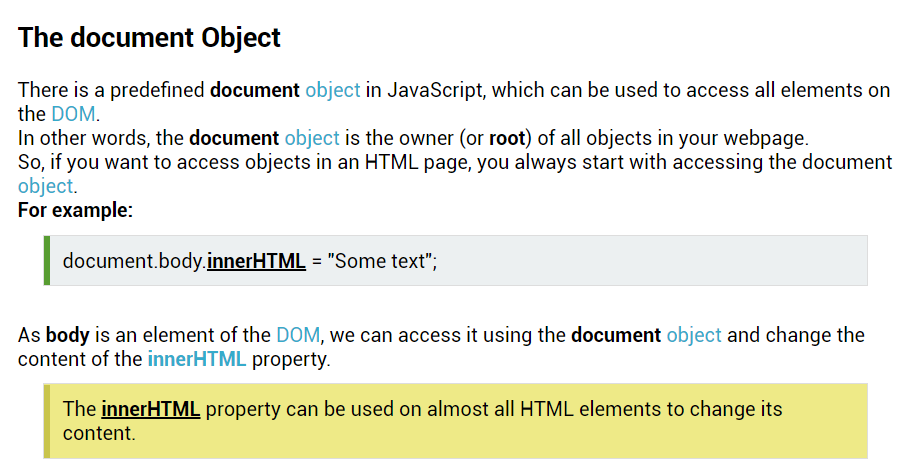 The document Object
There is a predefined document object in JavaScript, which can be used to access all elements on
the DOM.
In other words, the document object is the owner (or root) of all objects in your webpage.
So, if you want to access objects in an HTML page, you always start with accessing the document
object.
For example:
document.body.innerHTML = "Some text";
As body is an element of the DOM, we can access it using the document object and change the
content of the innerHTML property.
The innerHTML property can be used on almost all HTML elements to change its
content.